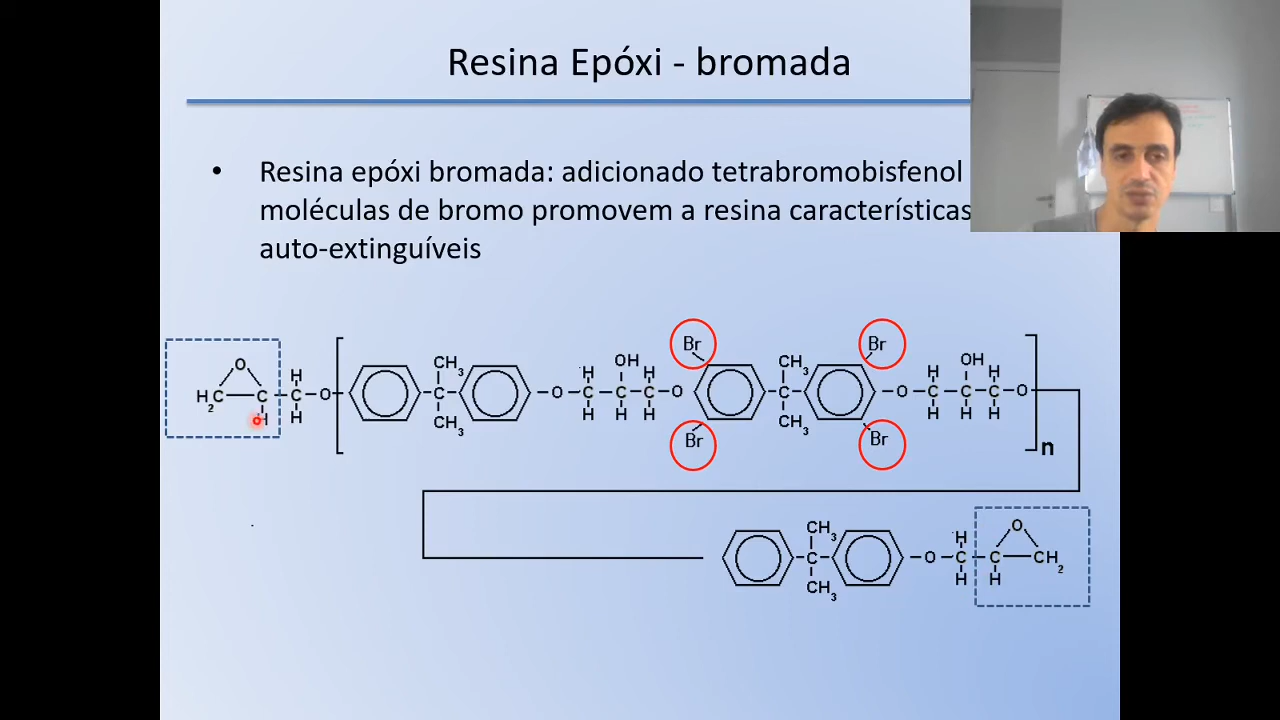 Resina Epóxi - bromada
• Resina epóxi bromada: adicionado tetrabromobisfenol
moléculas de bromo promovem a resina características
auto-extinguíveis
H₂C O C H
H C H O
CH₃ C CH₃
O
H C H
OH C H
H C H
O
Br Br
CH₃ C CH₃
Br Br
O
H C H
OH C H
H C H
O
n
CH₃ C CH₃
O
H C H
C H O CH₂